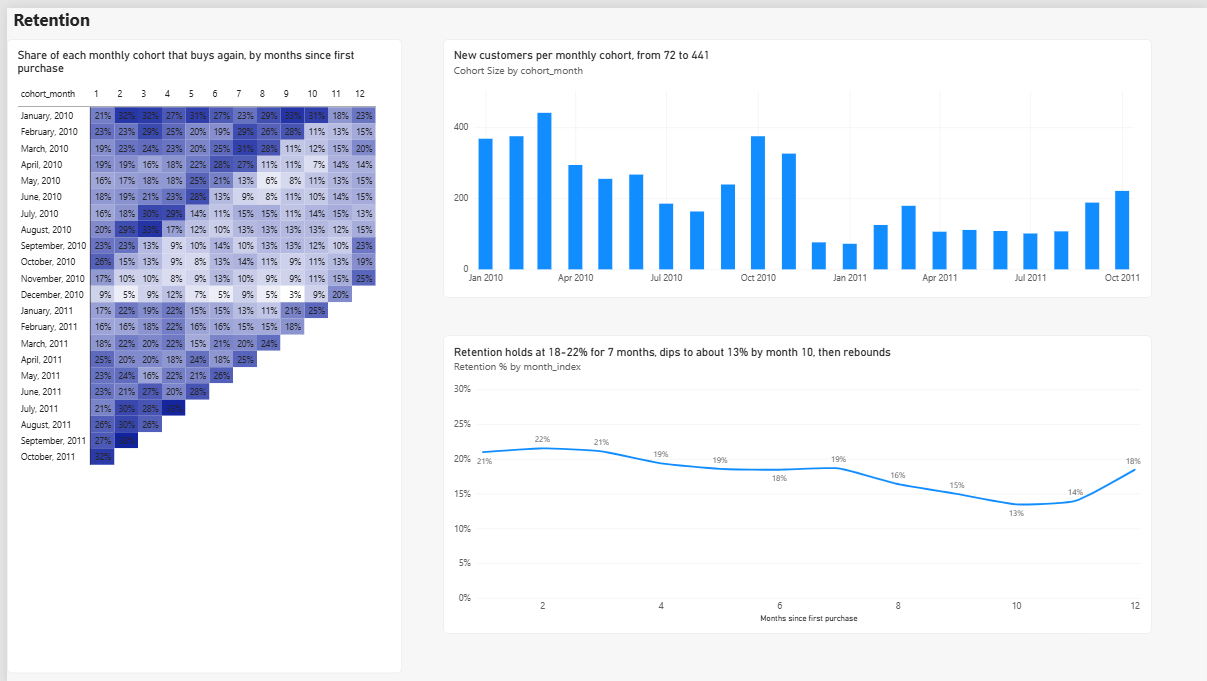 Retention
Share of each monthly cohort that buys again, by months since first
purchase
cohort_month 1 2 3 4 5 6 7 8 9 10 11 12
January, 2010 21% 32% 32% 27% 31% 27% 23% 29% 33% 31% 18% 23%
February, 2010 23% 23% 29% 25% 20% 19% 29% 26% 28% 11% 13% 15%
March, 2010 19% 23% 24% 23% 20% 25% 31% 28% 11% 12% 15% 20%
April, 2010 19% 19% 16% 18% 22% 28% 27% 11% 11% 7% 14% 14%
May, 2010 16% 17% 18% 18% 25% 21% 13% 6% 8% 11% 13% 15%
June, 2010 18% 19% 21% 23% 28% 13% 9% 8% 11% 10% 14% 15%
July, 2010 16% 18% 30% 29% 14% 11% 15% 15% 11% 14% 15% 13%
August, 2010 20% 29% 33% 17% 12% 10% 13% 13% 13% 13% 12% 15%
September, 2010 23% 23% 13% 9% 10% 14% 10% 13% 13% 12% 10% 23%
October, 2010 26% 15% 13% 9% 8% 13% 14% 11% 9% 11% 13% 19%
November, 2010 17% 10% 10% 8% 9% 13% 10% 9% 9% 11% 15% 25%
December, 2010 9% 5% 9% 12% 7% 5% 9% 5% 3% 9% 20%
January, 2011 17% 22% 19% 22% 15% 15% 13% 11% 21% 25%
February, 2011 16% 16% 18% 22% 16% 16% 15% 15% 18%
March, 2011 18% 22% 20% 22% 15% 21% 20% 24%
April, 2011 25% 20% 20% 18% 24% 18% 25%
May, 2011 23% 24% 16% 22% 21% 26%
June, 2011 23% 21% 27% 20% 28%
July, 2011 21% 30% 28%
August, 2011 26% 30% 26%
September, 2011 27%
October, 2011 32%
New customers per monthly cohort, from 72 to 441
Cohort Size by cohort_month
400
200
0
Jan 2010 Apr 2010 Jul 2010 Oct 2010 Jan 2011 Apr 2011 Jul 2011 Oct 2011
Retention holds at 18-22% for 7 months, dips to about 13% by month 10, then rebounds
Retention % by month_index
30%
25%
20%
15%
10%
5%
0%
21% 22% 21% 19% 19% 18% 19% 16% 15% 13% 14% 18%
2 4 6 8 10 12
Months since first purchase